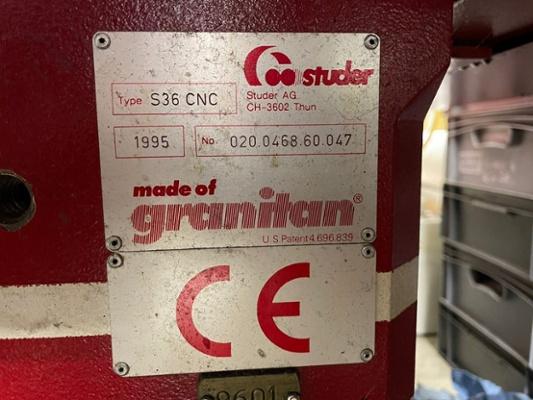 studer
Type S36 CNC
Studer AG
CH-3602 Thun
1995
No. 020.0468.60.047
made of
granitan®
U.S Patent 4.696.839
CE
9601